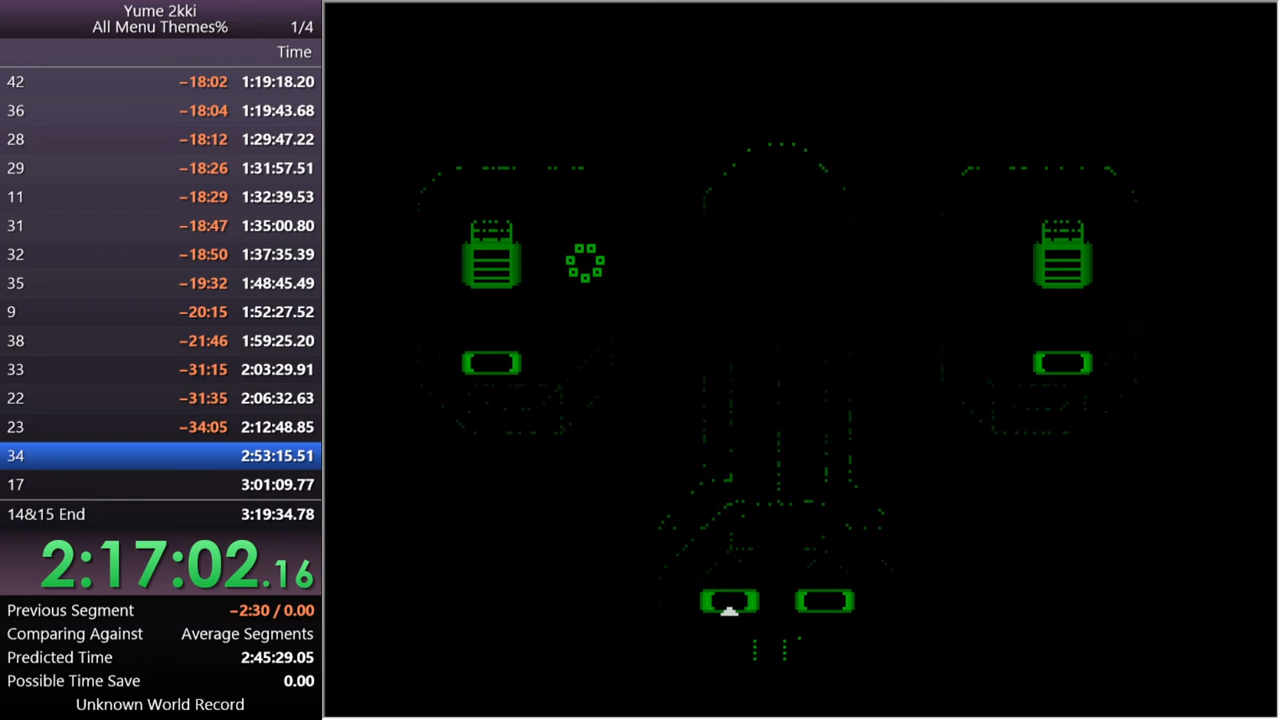 Yume 2kki
All Menu Themes% 1/4
Time
42 −18:02 1:19:18.20
36 −18:04 1:19:43.68
28 −18:12 1:29:47.22
29 −18:26 1:31:57.51
11 −18:29 1:32:39.53
31 −18:47 1:35:00.80
32 −18:50 1:37:35.39
35 −19:32 1:48:45.49
9 −20:15 1:52:27.52
38 −21:46 1:59:25.20
33 −31:15 2:03:29.91
22 −31:35 2:06:32.63
23 −34:05 2:12:48.85
34 2:53:15.51
17 3:01:09.77
14&15 End 3:19:34.78
2:17:02.16
Previous Segment −2:30 / 0.00
Comparing Against Average Segments
Predicted Time 2:45:29.05
Possible Time Save 0.00
Unknown World Record